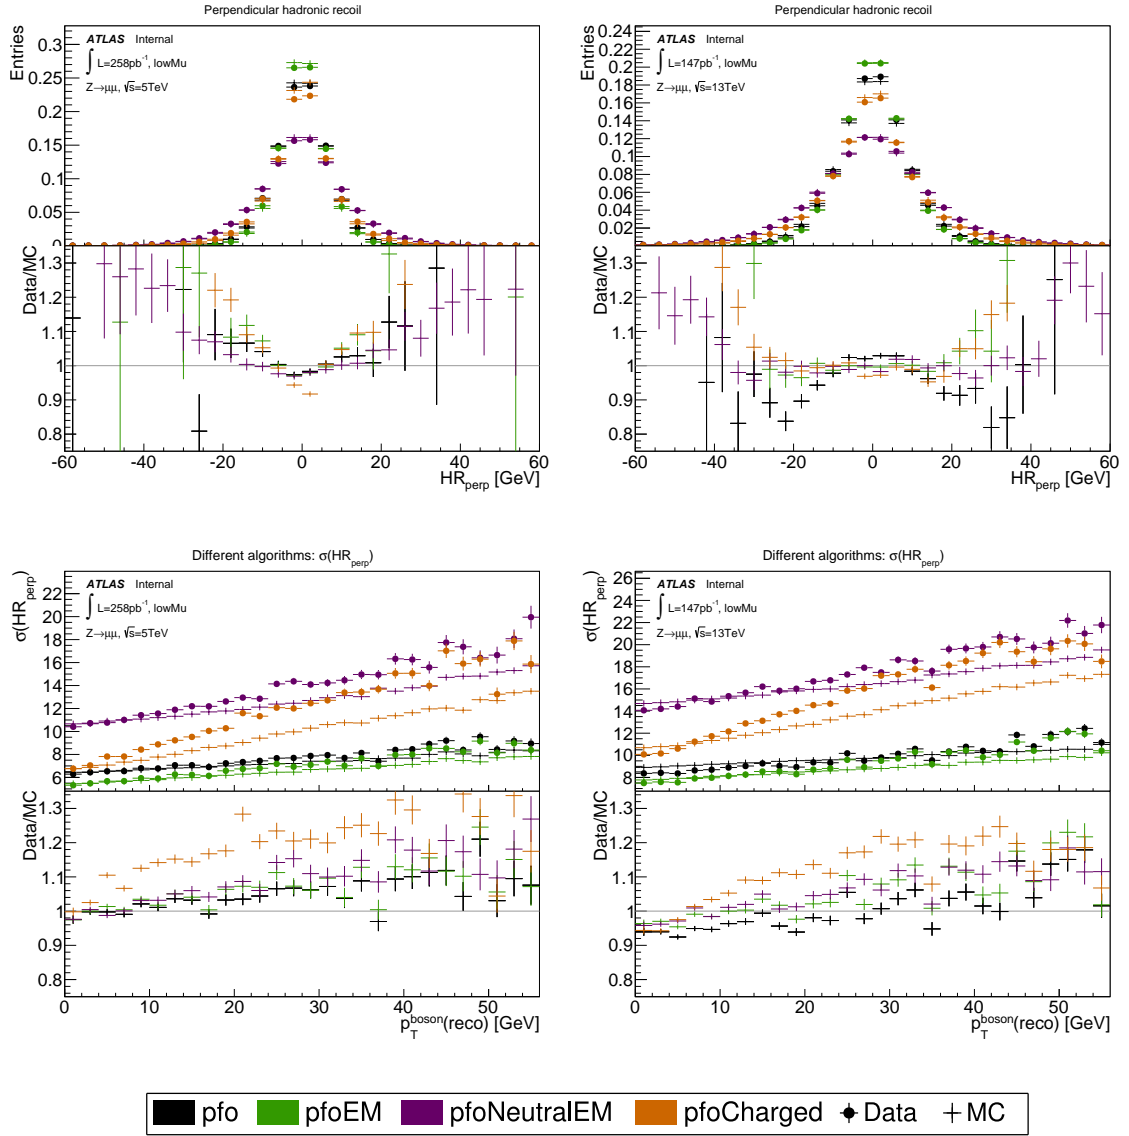 Perpendicular hadronic recoil
Entries
ATLAS Internal
∫ L=258pb⁻¹, lowMu
Z→μμ, √s=5TeV
0.3
0.25
0.2
0.15
0.1
0.05
0
Data/MC
1.3
1.2
1.1
1
0.9
0.8
-60 -40 -20 0 20 40 60
HR_perp [GeV]
Perpendicular hadronic recoil
Entries
ATLAS Internal
∫ L=147pb⁻¹, lowMu
Z→μμ, √s=13TeV
0.22
0.2
0.18
0.16
0.14
0.12
0.1
0.08
0.06
0.04
0.02
Data/MC
1.3
1.2
1.1
1
0.9
0.8
-60 -40 -20 0 20 40 60
HR_perp [GeV]
Different algorithms: σ(HR_perp)
σ(HR_perp)
ATLAS Internal
∫ L=258pb⁻¹, lowMu
Z→μμ, √s=5TeV
22
20
18
16
14
12
10
8
6
Data/MC
1.3
1.2
1.1
1
0.9
0.8
0 10 20 30 40 50
p_T^boson(reco) [GeV]
Different algorithms: σ(HR_perp)
σ(HR_perp)
ATLAS Internal
∫ L=147pb⁻¹, lowMu
Z→μμ, √s=13TeV
26
24
22
20
18
16
14
12
10
8
Data/MC
1.3
1.2
1.1
1
0.9
0.8
0 10 20 30 40 50
p_T^boson(reco) [GeV]
pfo pfoEM pfoNeutralEM pfoCharged Data MC